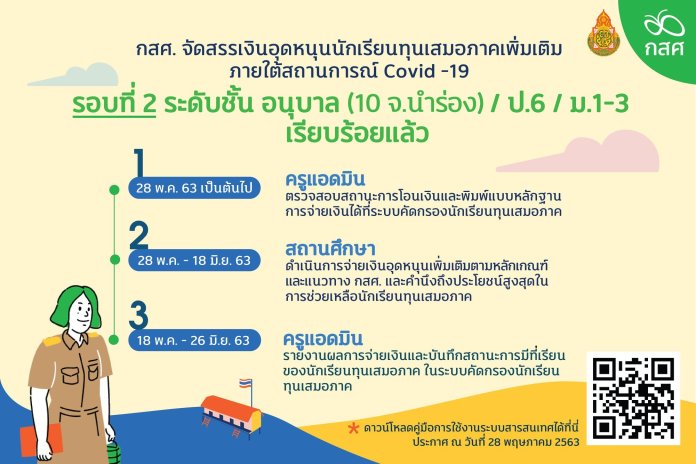 กสศ
กสศ. จัดสรรเงินอุดหนุนนักเรียนทุนเสมอภาคเพิ่มเติม
ภายใต้สถานการณ์ Covid -19
รอบที่ 2 ระดับชั้น อนุบาล (10 จ.นำร่อง) / ป.6 / ม.1-3
เรียบร้อยแล้ว
1
28 พ.ค. 63 เป็นต้นไป
ครูแอดมิน
ตรวจสอบสถานะการโอนเงินและพิมพ์แบบหลักฐาน
การจ่ายเงินได้ที่ระบบคัดกรองนักเรียนทุนเสมอภาค
2
28 พ.ค. - 18 มิ.ย. 63
สถานศึกษา
ดำเนินการจ่ายเงินอุดหนุนเพิ่มเติมตามหลักเกณฑ์
และแนวทาง กสศ. และคำนึงถึงประโยชน์สูงสุดใน
การช่วยเหลือนักเรียนทุนเสมอภาค
3
18 พ.ค. - 26 มิ.ย. 63
ครูแอดมิน
รายงานผลการจ่ายเงินและบันทึกสถานะการมีที่เรียน
ของนักเรียนทุนเสมอภาค ในระบบคัดกรองนักเรียน
ทุนเสมอภาค
* ดาวน์โหลดคู่มือการใช้งานระบบสารสนเทศได้ที่นี่
ประกาศ ณ วันที่ 28 พฤษภาคม 2563